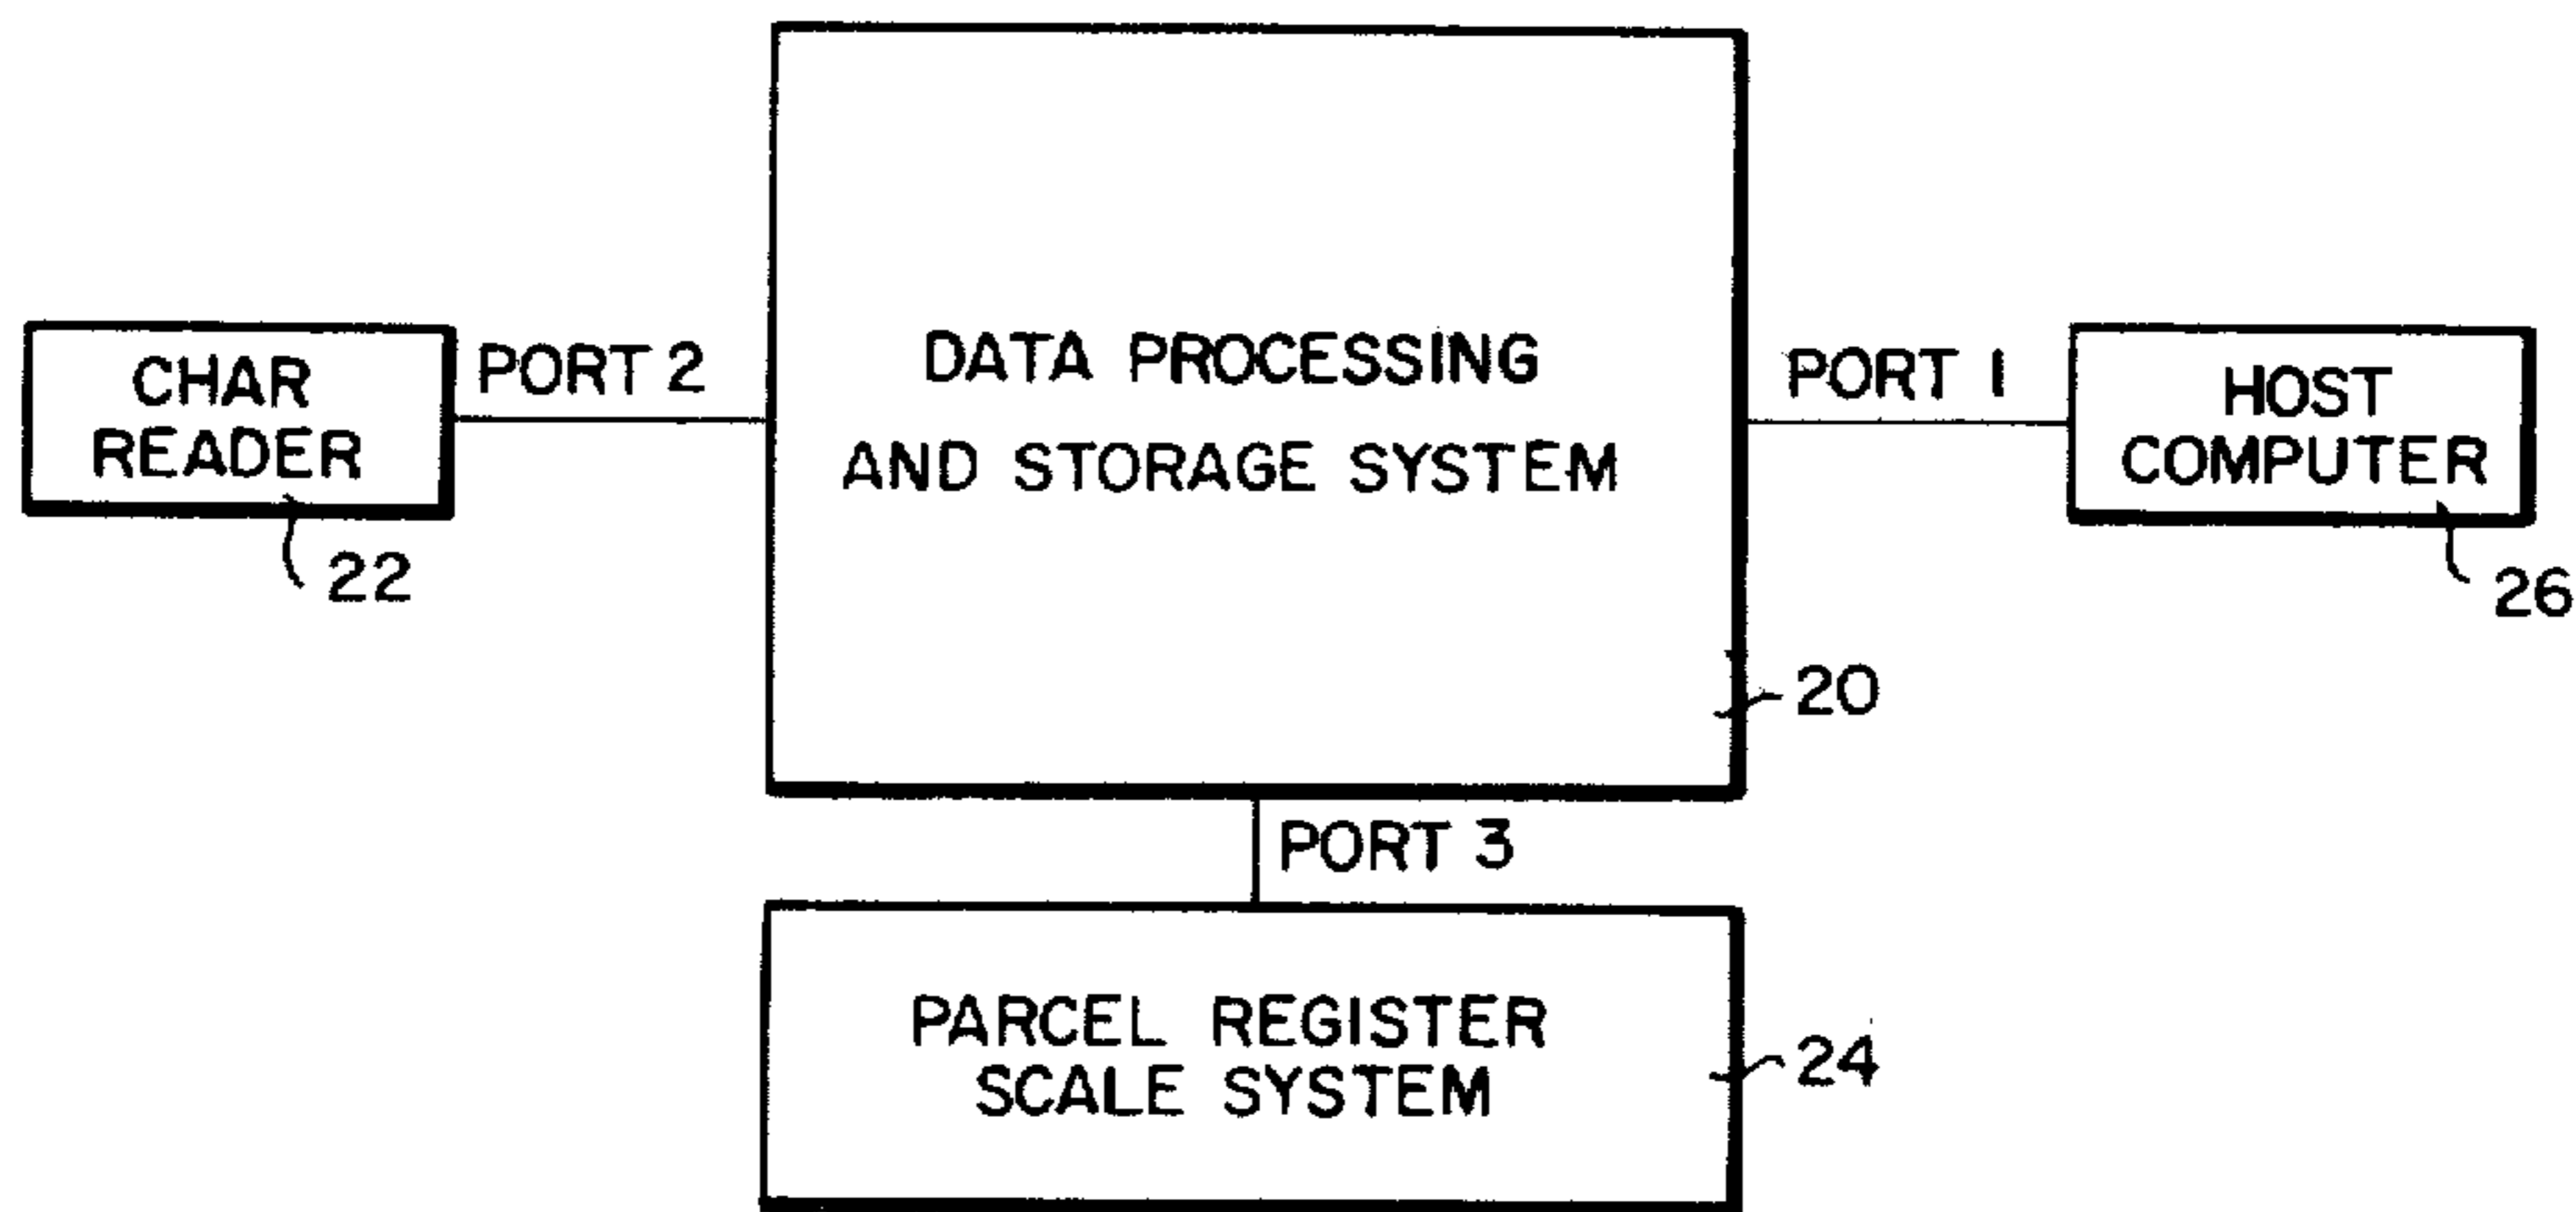 DATA PROCESSING
AND STORAGE SYSTEM
CHAR
READER
PORT 2
PORT 1
HOST
COMPUTER
22
26
20
PORT 3
PARCEL REGISTER
SCALE SYSTEM
24